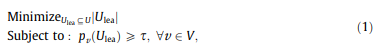 Minimize_{U_{lea} ⊆ U} |U_{lea}|
Subject to : p_v(U_{lea}) ⩾ τ, ∀v ∈ V, (1)